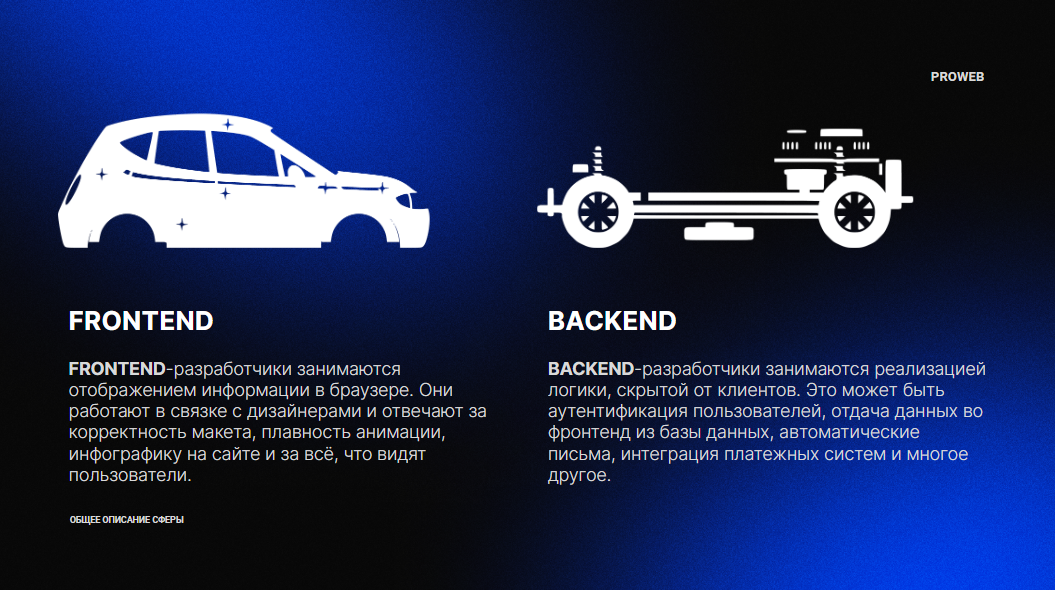 PROWEB
FRONTEND
FRONTEND-разработчики занимаются
отображением информации в браузере. Они
работают в связке с дизайнерами и отвечают за
корректность макета, плавность анимации,
инфографику на сайте и за всё, что видят
пользователи.
ОБЩЕЕ ОПИСАНИЕ СФЕРЫ
BACKEND
BACKEND-разработчики занимаются реализацией
логики, скрытой от клиентов. Это может быть
аутентификация пользователей, отдача данных во
фронтенд из базы данных, автоматические
письма, интеграция платежных систем и многое
другое.